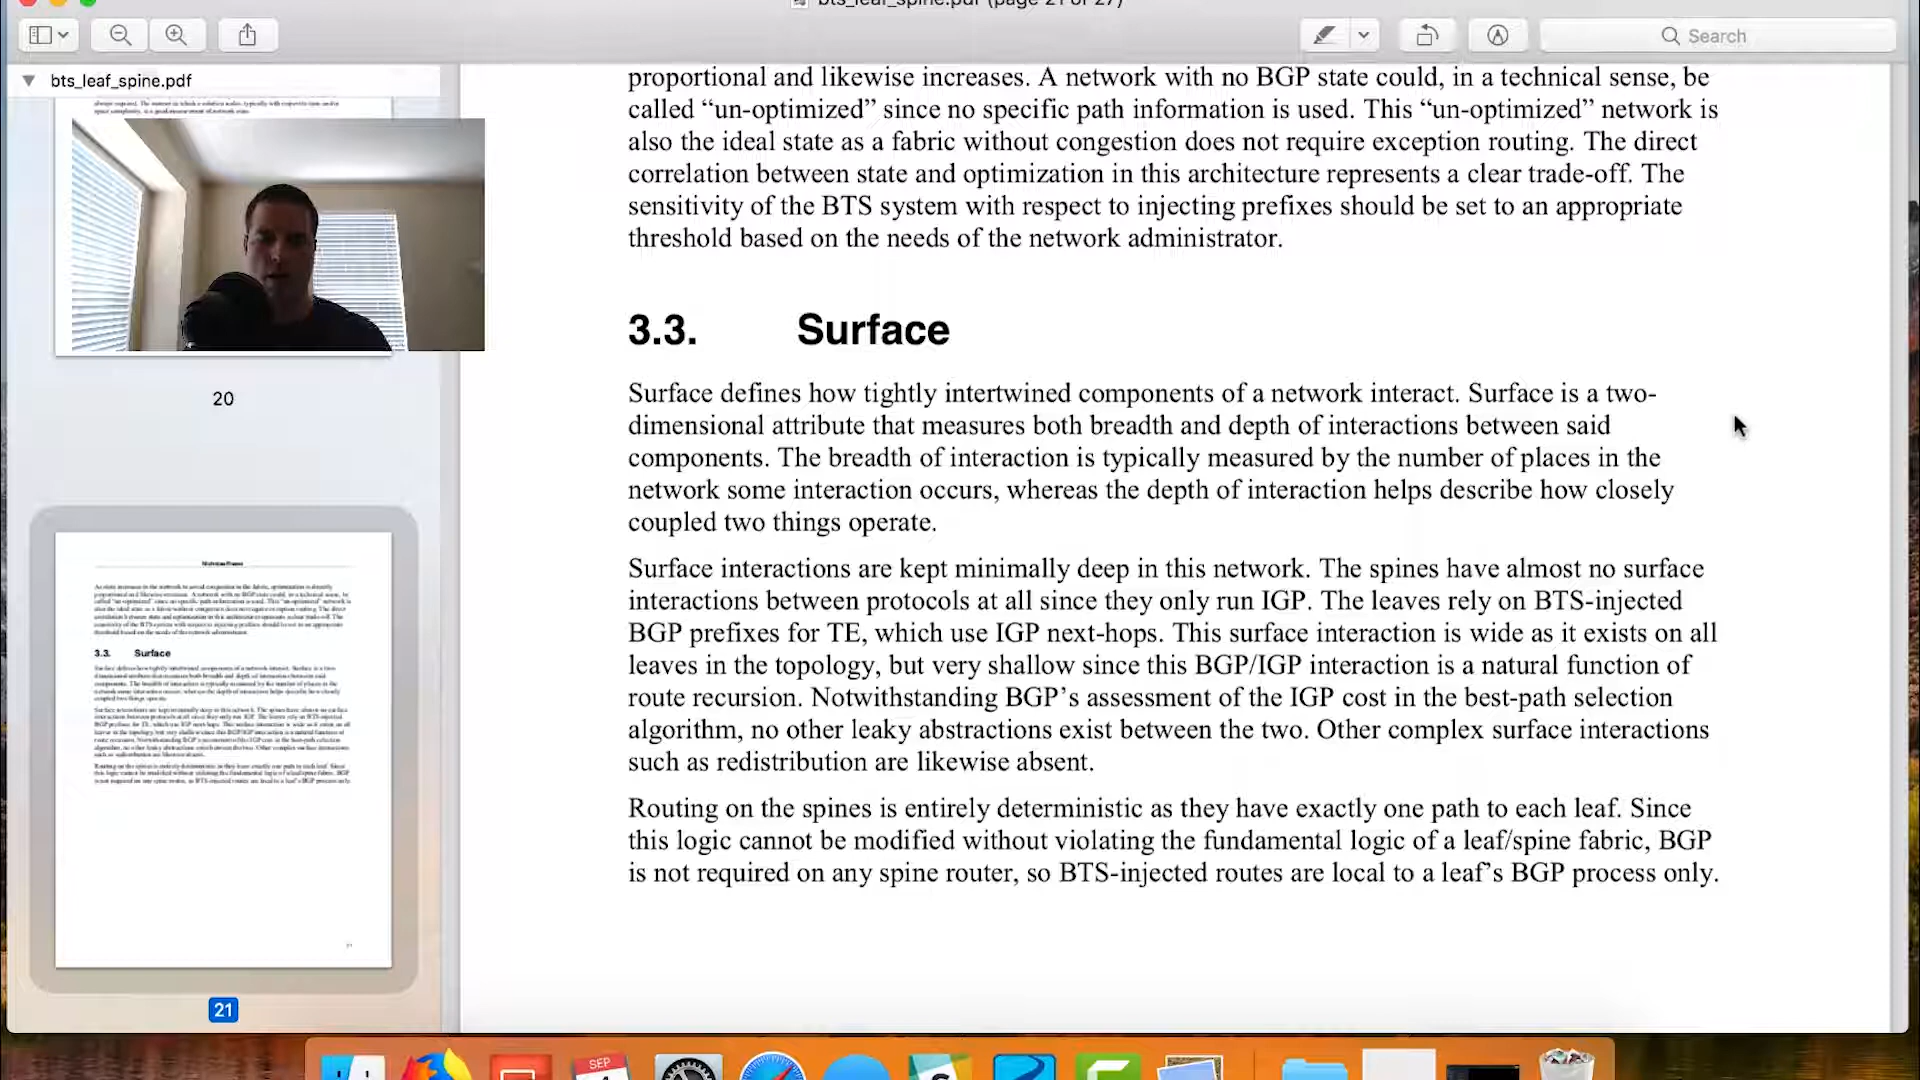 bts_leaf_spine.pdf (page 21 of 27)
Search
bts_leaf_spine.pdf
20
21
proportional and likewise increases. A network with no BGP state could, in a technical sense, be
called “un-optimized” since no specific path information is used. This “un-optimized” network is
also the ideal state as a fabric without congestion does not require exception routing. The direct
correlation between state and optimization in this architecture represents a clear trade-off. The
sensitivity of the BTS system with respect to injecting prefixes should be set to an appropriate
threshold based on the needs of the network administrator.
3.3. Surface
Surface defines how tightly intertwined components of a network interact. Surface is a two-
dimensional attribute that measures both breadth and depth of interactions between said
components. The breadth of interaction is typically measured by the number of places in the
network some interaction occurs, whereas the depth of interaction helps describe how closely
coupled two things operate.
Surface interactions are kept minimally deep in this network. The spines have almost no surface
interactions between protocols at all since they only run IGP. The leaves rely on BTS-injected
BGP prefixes for TE, which use IGP next-hops. This surface interaction is wide as it exists on all
leaves in the topology, but very shallow since this BGP/IGP interaction is a natural function of
route recursion. Notwithstanding BGP’s assessment of the IGP cost in the best-path selection
algorithm, no other leaky abstractions exist between the two. Other complex surface interactions
such as redistribution are likewise absent.
Routing on the spines is entirely deterministic as they have exactly one path to each leaf. Since
this logic cannot be modified without violating the fundamental logic of a leaf/spine fabric, BGP
is not required on any spine router, so BTS-injected routes are local to a leaf’s BGP process only.
SEP